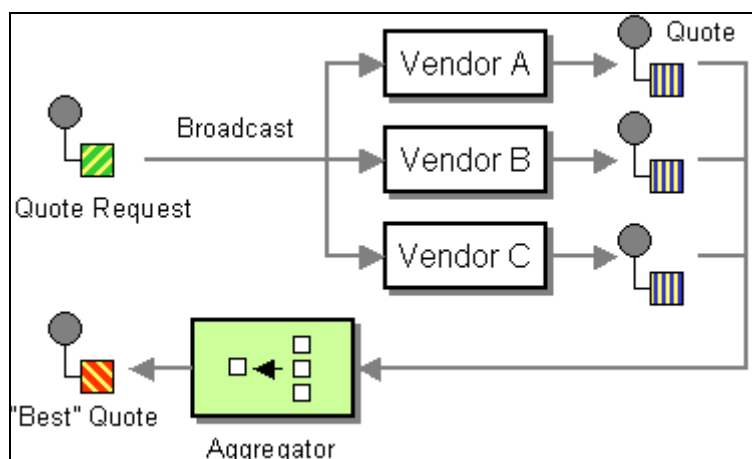 Vendor A
Quote
Broadcast
Vendor B
Quote Request
Vendor C
"Best" Quote
Aggregator